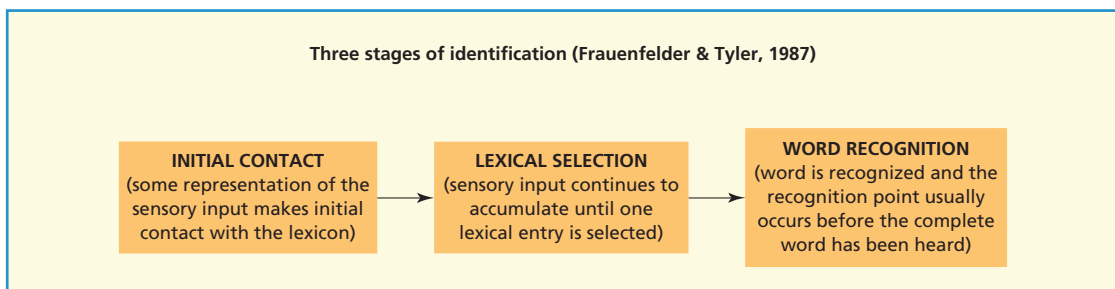 Three stages of identification (Frauenfelder & Tyler, 1987)
INITIAL CONTACT
(some representation of the
sensory input makes initial
contact with the lexicon)
LEXICAL SELECTION
(sensory input continues to
accumulate until one
lexical entry is selected)
WORD RECOGNITION
(word is recognized and the
recognition point usually
occurs before the complete
word has been heard)